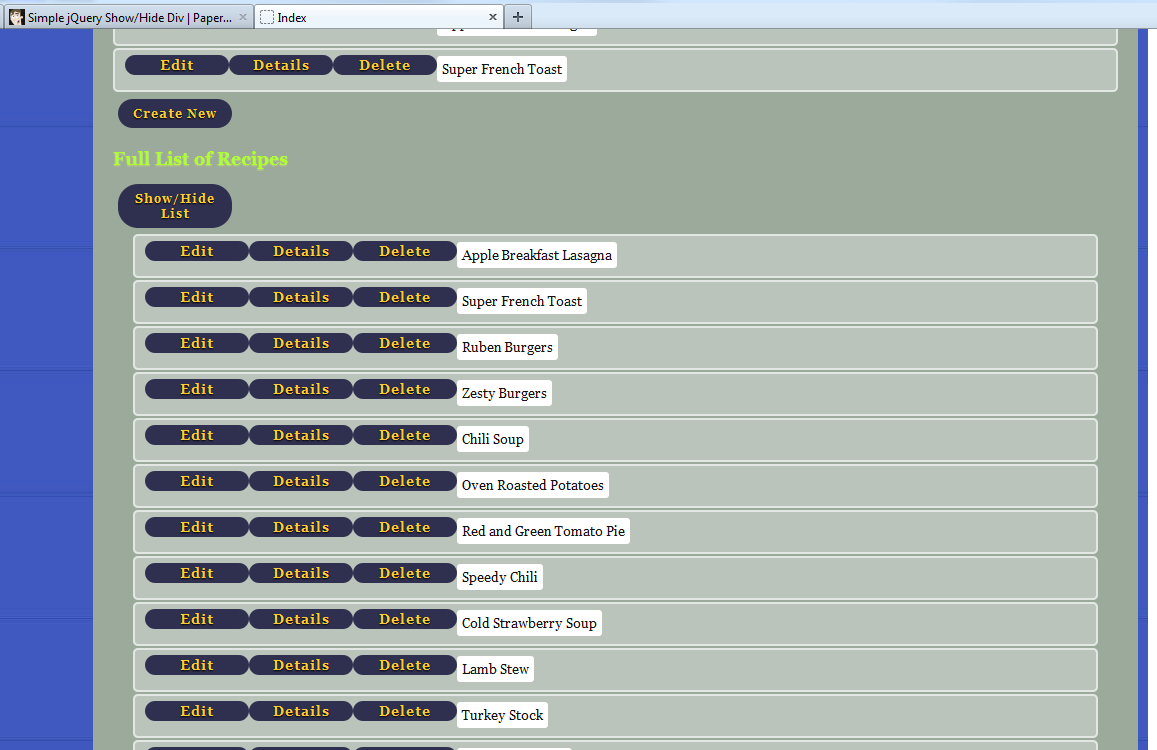 Simple jQuery Show/Hide Div | Paper...
Index
Edit Details Delete Super French Toast
Create New
Full List of Recipes
Show/Hide
List
Edit Details Delete Apple Breakfast Lasagna
Edit Details Delete Super French Toast
Edit Details Delete Ruben Burgers
Edit Details Delete Zesty Burgers
Edit Details Delete Chili Soup
Edit Details Delete Oven Roasted Potatoes
Edit Details Delete Red and Green Tomato Pie
Edit Details Delete Speedy Chili
Edit Details Delete Cold Strawberry Soup
Edit Details Delete Lamb Stew
Edit Details Delete Turkey Stock